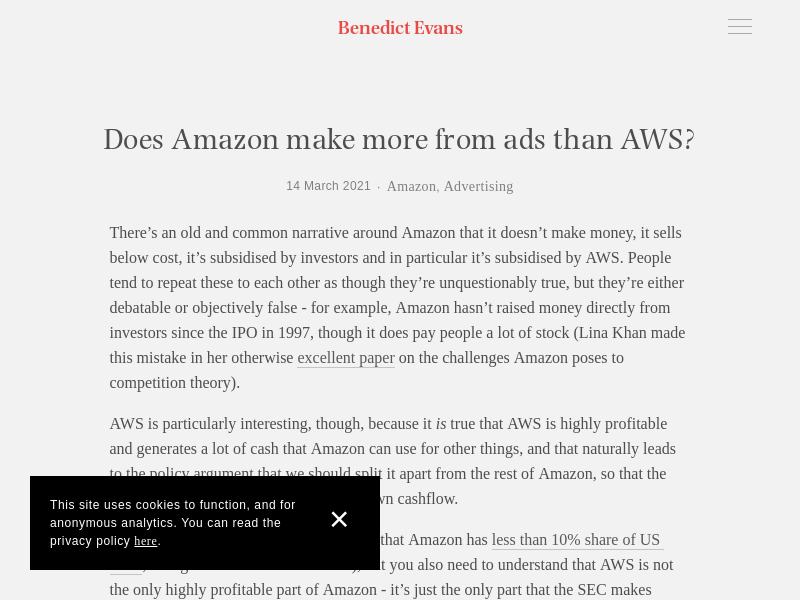 Benedict Evans
Does Amazon make more from ads than AWS?
14 March 2021 · Amazon, Advertising
There’s an old and common narrative around Amazon that it doesn’t make money, it sells
below cost, it’s subsidised by investors and in particular it’s subsidised by AWS. People
tend to repeat these to each other as though they’re unquestionably true, but they’re either
debatable or objectively false - for example, Amazon hasn’t raised money directly from
investors since the IPO in 1997, though it does pay people a lot of stock (Lina Khan made
this mistake in her otherwise excellent paper on the challenges Amazon poses to
competition theory).
AWS is particularly interesting, though, because it is true that AWS is highly profitable
and generates a lot of cash that Amazon can use for other things, and that naturally leads
to the policy argument that we should split it apart from the rest of Amazon, so that the
cashflow.
that Amazon has less than 10% share of US
you also need to understand that AWS is not
the only highly profitable part of Amazon - it’s just the only part that the SEC makes
This site uses cookies to function, and for
anonymous analytics. You can read the
privacy policy here.